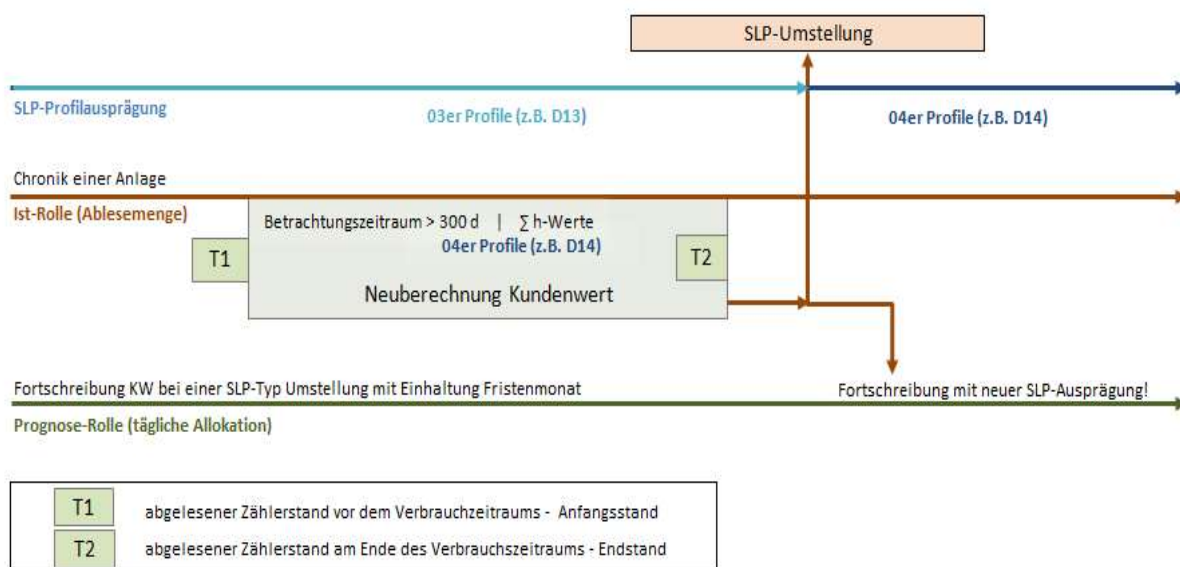 SLP-Umstellung
SLP-Profilausprägung
03er Profile (z.B. D13)
04er Profile (z.B. D14)
Chronik einer Anlage
Ist-Rolle (Ablesemenge)
Betrachtungszeitraum > 300 d | ∑ h-Werte
04er Profile (z.B. D14)
T1
T2
Neuberechnung Kundenwert
Fortschreibung KW bei einer SLP-Typ Umstellung mit Einhaltung Fristenmonat
Fortschreibung mit neuer SLP-Ausprägung!
Prognose-Rolle (tägliche Allokation)
T1 abgelesener Zählerstand vor dem Verbrauchzeitraums - Anfangsstand
T2 abgelesener Zählerstand am Ende des Verbrauchszeitraums - Endstand